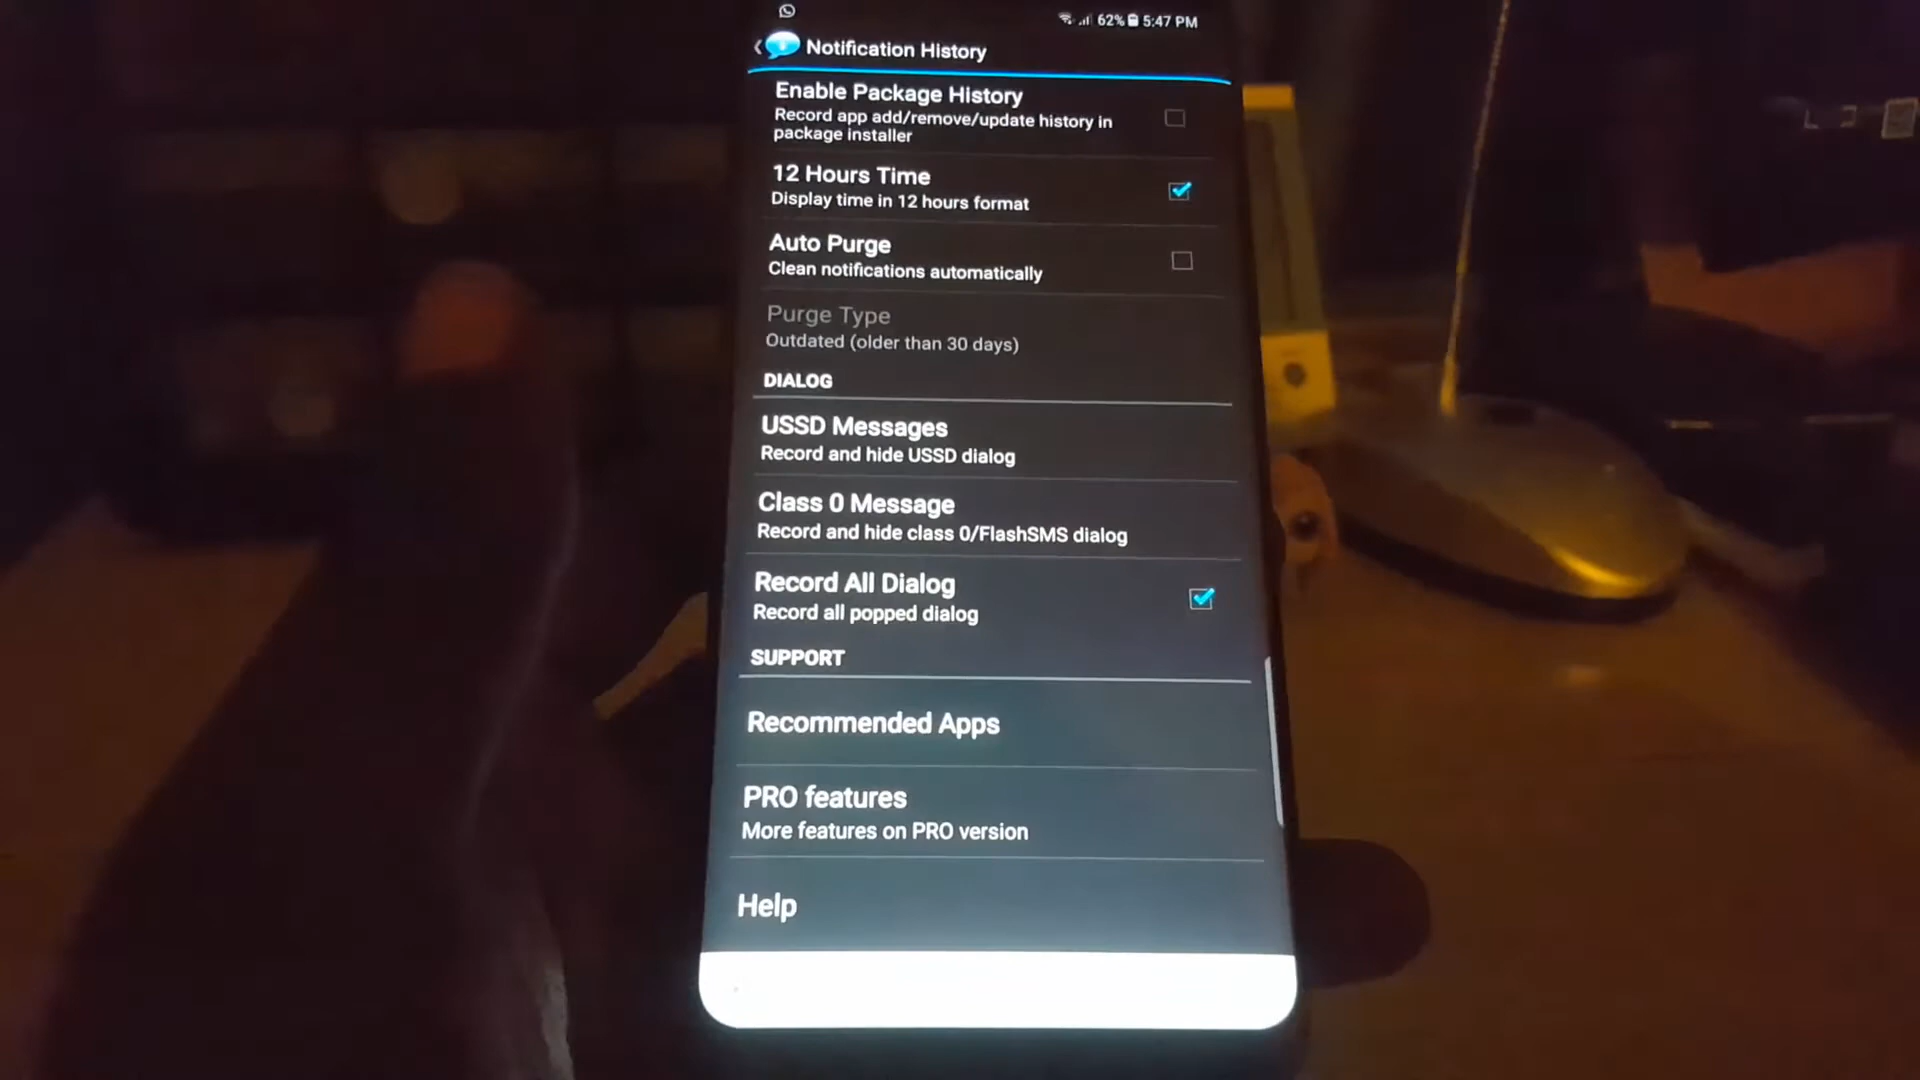 62% 5:47 PM
Notification History
Enable Package History
Record app add/remove/update history in
package installer
12 Hours Time
Display time in 12 hours format
Auto Purge
Clean notifications automatically
Purge Type
Outdated (older than 30 days)
DIALOG
USSD Messages
Record and hide USSD dialog
Class 0 Message
Record and hide class 0/FlashSMS dialog
Record All Dialog
Record all popped dialog
SUPPORT
Recommended Apps
PRO features
More features on PRO version
Help